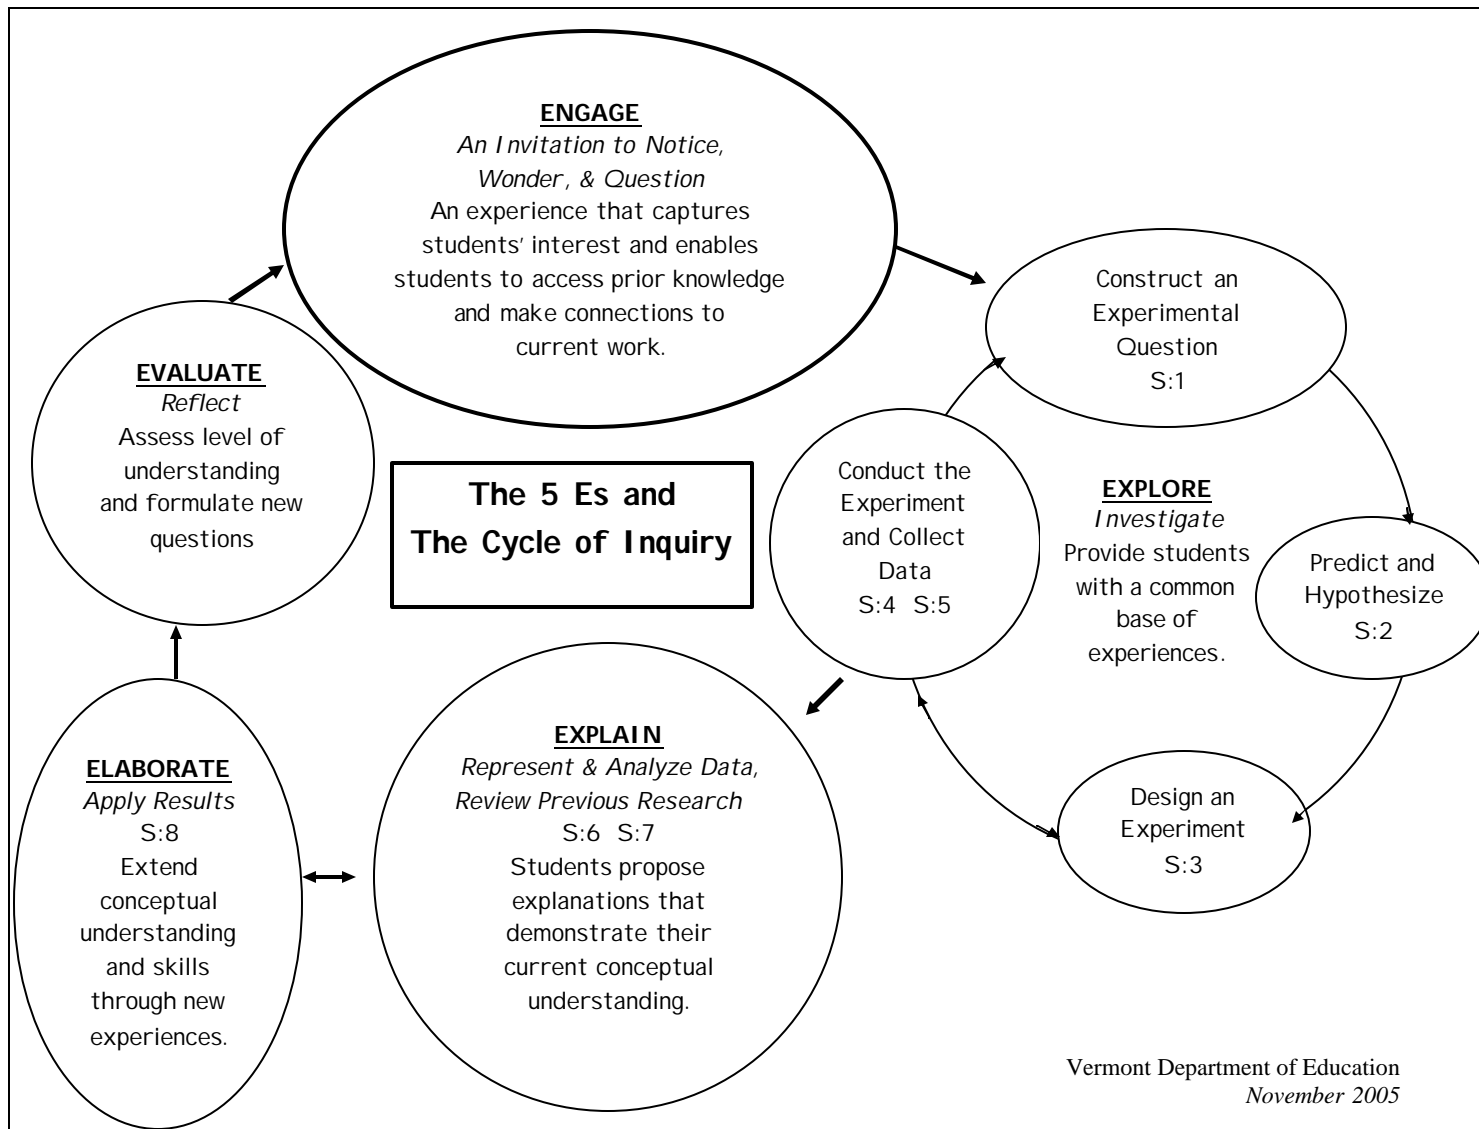 ENGAGE
An Invitation to Notice,
Wonder, & Question
An experience that captures
students' interest and enables
students to access prior knowledge
and make connections to
current work.
Construct an
Experimental
Question
S:1
EVALUATE
Reflect
Assess level of
understanding
and formulate new
questions
The 5 Es and
The Cycle of Inquiry
Conduct the
Experiment
and Collect
Data
S:4 S:5
EXPLORE
Investigate
Provide students
with a common
base of
experiences.
Predict and
Hypothesize
S:2
Design an
Experiment
S:3
EXPLAIN
Represent & Analyze Data,
Review Previous Research
S:6 S:7
Students propose
explanations that
demonstrate their
current conceptual
understanding.
ELABORATE
Apply Results
S:8
Extend
conceptual
understanding
and skills
through new
experiences.
Vermont Department of Education
November 2005